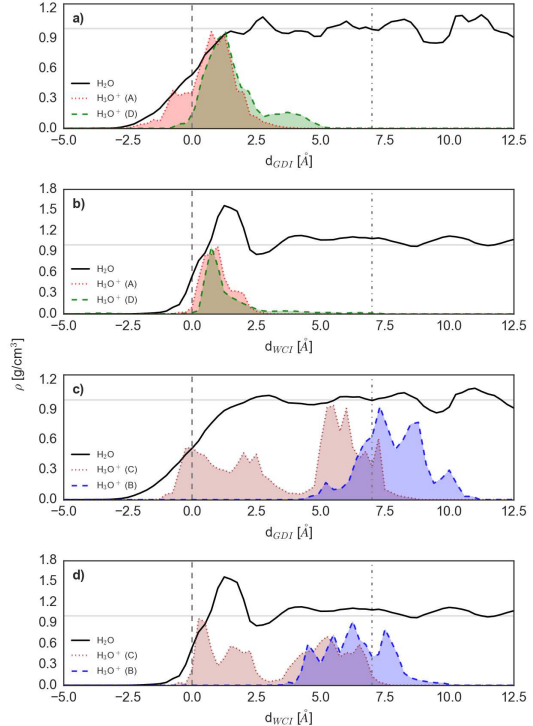 a)
1.2
0.9
0.6
0.3
0.0
H₂O
H₃O⁺ (A)
H₃O⁺ (D)
−5.0 −2.5 0.0 2.5 5.0 7.5 10.0 12.5
d_GDI [Å]
b)
1.8
1.5
1.2
0.9
0.6
0.3
0.0
H₂O
H₃O⁺ (A)
H₃O⁺ (D)
−5.0 −2.5 0.0 2.5 5.0 7.5 10.0 12.5
d_WCI [Å]
ρ [g/cm³]
c)
1.2
0.9
0.6
0.3
0.0
H₂O
H₃O⁺ (C)
H₃O⁺ (B)
−5.0 −2.5 0.0 2.5 5.0 7.5 10.0 12.5
d_GDI [Å]
d)
1.8
1.5
1.2
0.9
0.6
0.3
0.0
H₂O
H₃O⁺ (C)
H₃O⁺ (B)
−5.0 −2.5 0.0 2.5 5.0 7.5 10.0 12.5
d_WCI [Å]